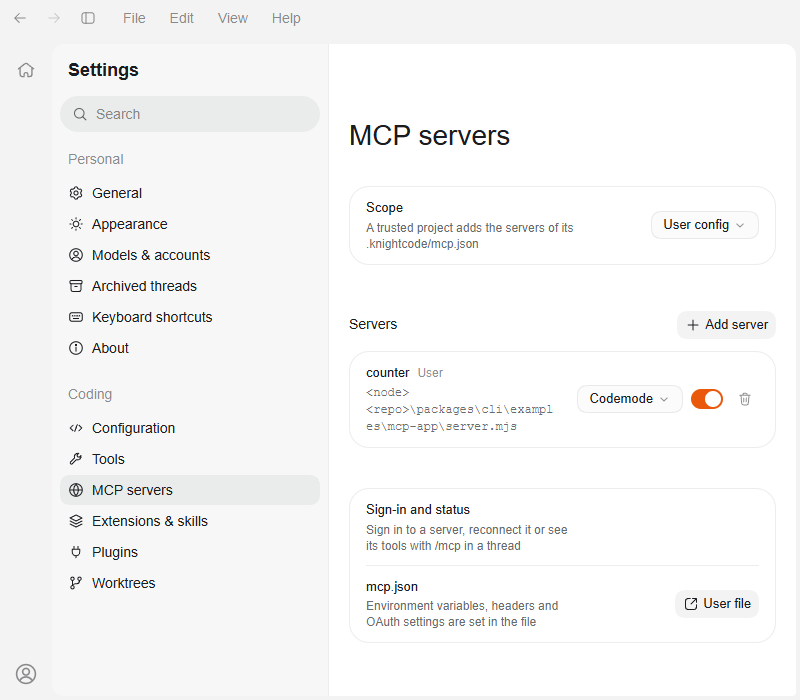 File Edit View Help
Settings
Search
Personal
General
Appearance
Models & accounts
Archived threads
Keyboard shortcuts
About
Coding
Configuration
Tools
MCP servers
Extensions & skills
Plugins
Worktrees
MCP servers
Scope
A trusted project adds the servers of its
.knightcode/mcp.json
User config
Servers
Add server
counter User
<node>
<repo>\packages\cli\exampl
es\mcp-app\server.mjs
Codemode
Sign-in and status
Sign in to a server, reconnect it or see
its tools with /mcp in a thread
mcp.json
Environment variables, headers and
OAuth settings are set in the file
User file